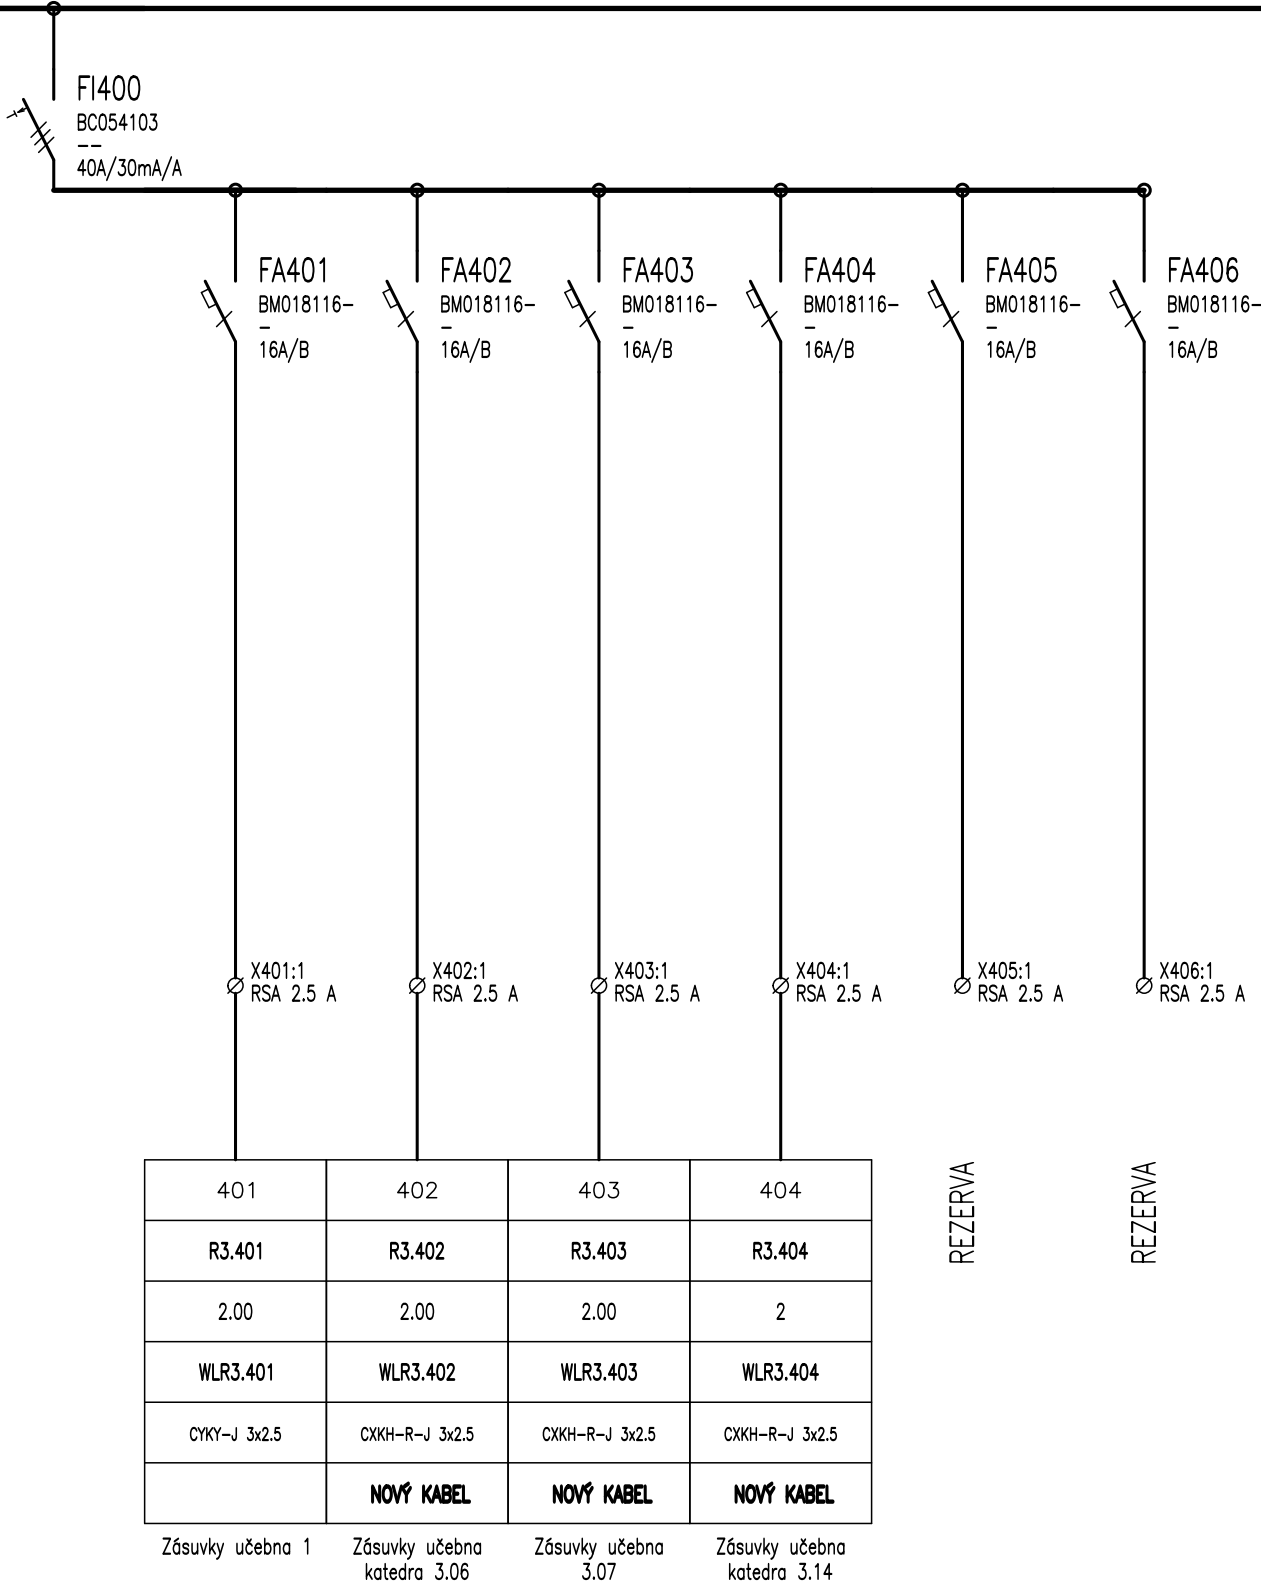 FI400
BC054103
--
40A/30mA/A
FA401
BM018116-
-
16A/B
FA402
BM018116-
-
16A/B
FA403
BM018116-
-
16A/B
FA404
BM018116-
-
16A/B
FA405
BM018116-
-
16A/B
FA406
BM018116-
-
16A/B
X401:1
RSA 2.5 A
X402:1
RSA 2.5 A
X403:1
RSA 2.5 A
X404:1
RSA 2.5 A
X405:1
RSA 2.5 A
X406:1
RSA 2.5 A
401 402 403 404
R3.401 R3.402 R3.403 R3.404
2.00 2.00 2.00 2
WLR3.401 WLR3.402 WLR3.403 WLR3.404
CYKY-J 3x2.5 CXKH-R-J 3x2.5 CXKH-R-J 3x2.5 CXKH-R-J 3x2.5
NOVÝ KABEL NOVÝ KABEL NOVÝ KABEL
REZERVA
REZERVA
Zásuvky učebna 1
Zásuvky učebna
katedra 3.06
Zásuvky učebna
3.07
Zásuvky učebna
katedra 3.14